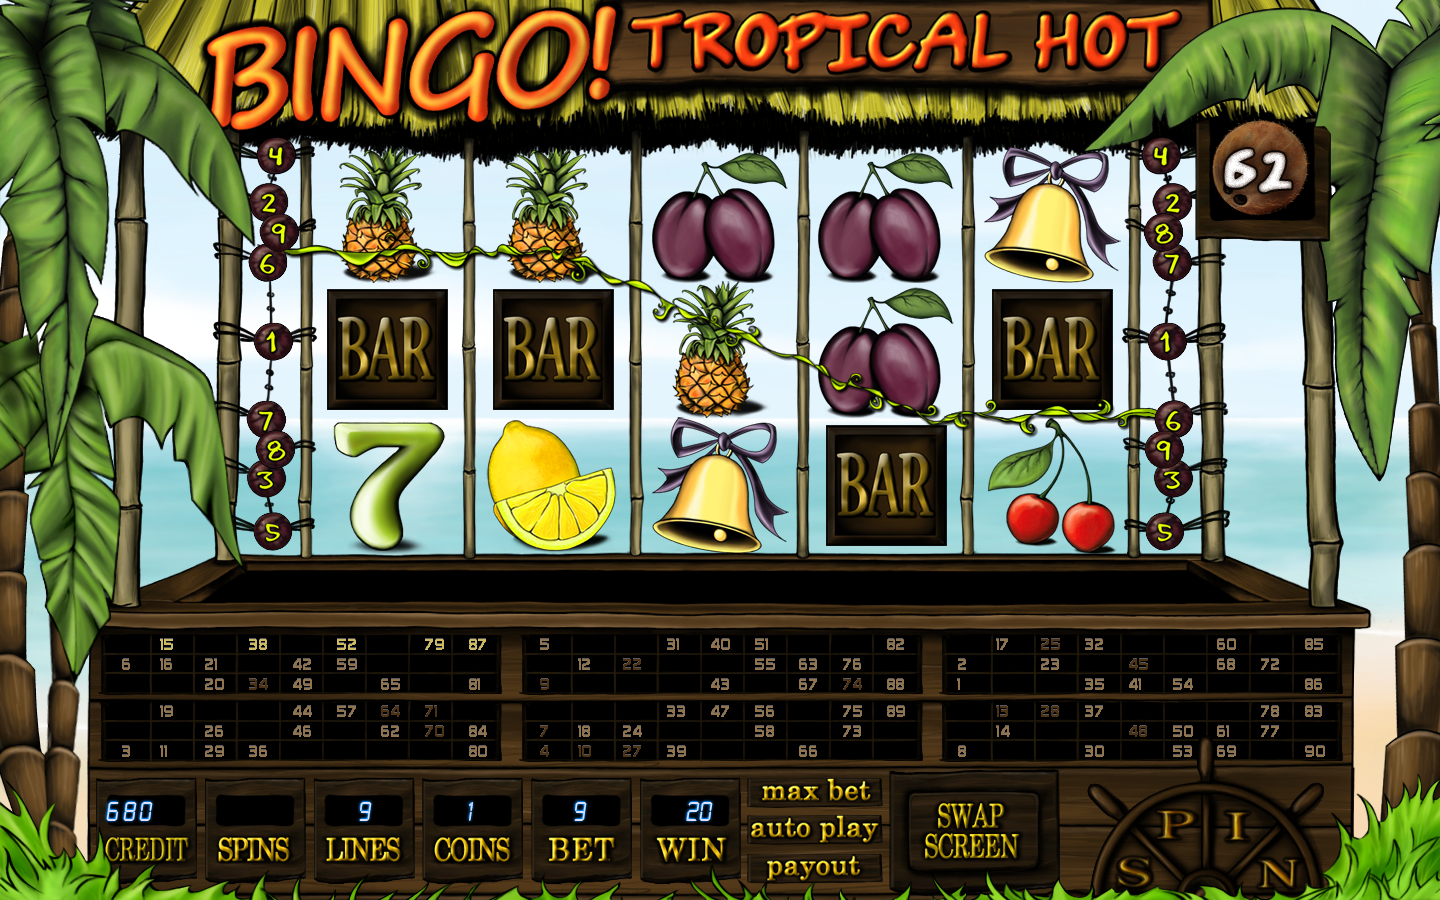 BINGO! TROPICAL HOT
4 4
62
2 2
9 8
6 7
BAR BAR BAR
1 1
7 6
8 9
3 3
BAR
5 5
7
15 38 52 79 87 5 31 40 51 82 17 25 32 60 85
6 16 21 42 59 12 22 55 63 76 2 23 45 68 72
20 34 49 65 81 9 43 67 74 88 1 35 41 54 86
19 44 57 64 71 33 47 56 75 89 13 28 37 78 83
26 46 62 70 84 7 18 24 58 73 14 48 50 61 77
3 11 29 36 80 4 10 27 39 66 8 30 53 69 90
680 9 1 9 20
CREDIT SPINS LINES COINS BET WIN
max bet
auto play
payout
SWAP
SCREEN
SPIN